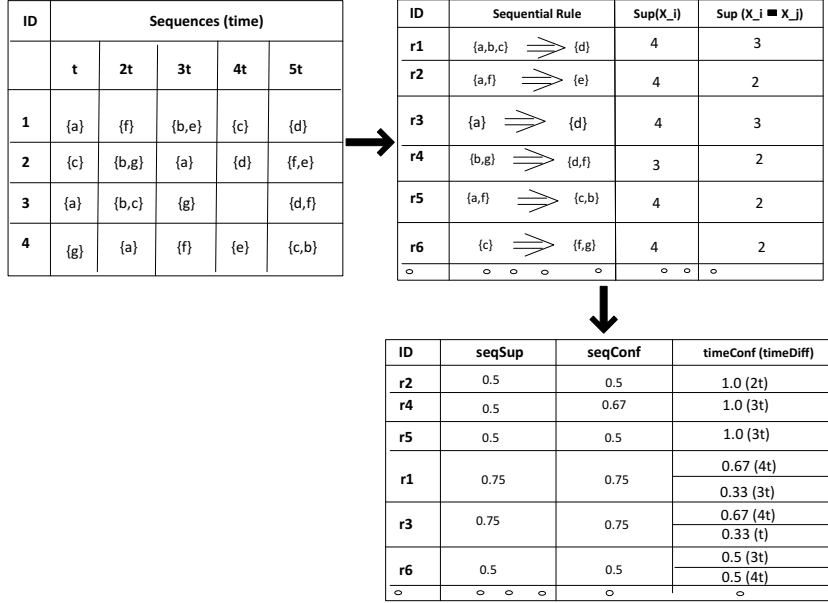 ID Sequences (time)
t 2t 3t 4t 5t
1 {a} {f} {b,e} {c} {d}
2 {c} {b,g} {a} {d} {f,e}
3 {a} {b,c} {g} {d,f}
4 {g} {a} {f} {e} {c,b}
ID Sequential Rule Sup(X_i) Sup (X_i ■ X_j)
r1 {a,b,c} {d} 4 3
r2 {a,f} {e} 4 2
r3 {a} {d} 4 3
r4 {b,g} {d,f} 3 2
r5 {a,f} {c,b} 4 2
r6 {c} {f,g} 4 2
ID seqSup seqConf timeConf (timeDiff)
r2 0.5 0.5 1.0 (2t)
r4 0.5 0.67 1.0 (3t)
r5 0.5 0.5 1.0 (3t)
r1 0.75 0.75 0.67 (4t)
0.33 (3t)
r3 0.75 0.75 0.67 (4t)
0.33 (t)
r6 0.5 0.5 0.5 (3t)
0.5 (4t)